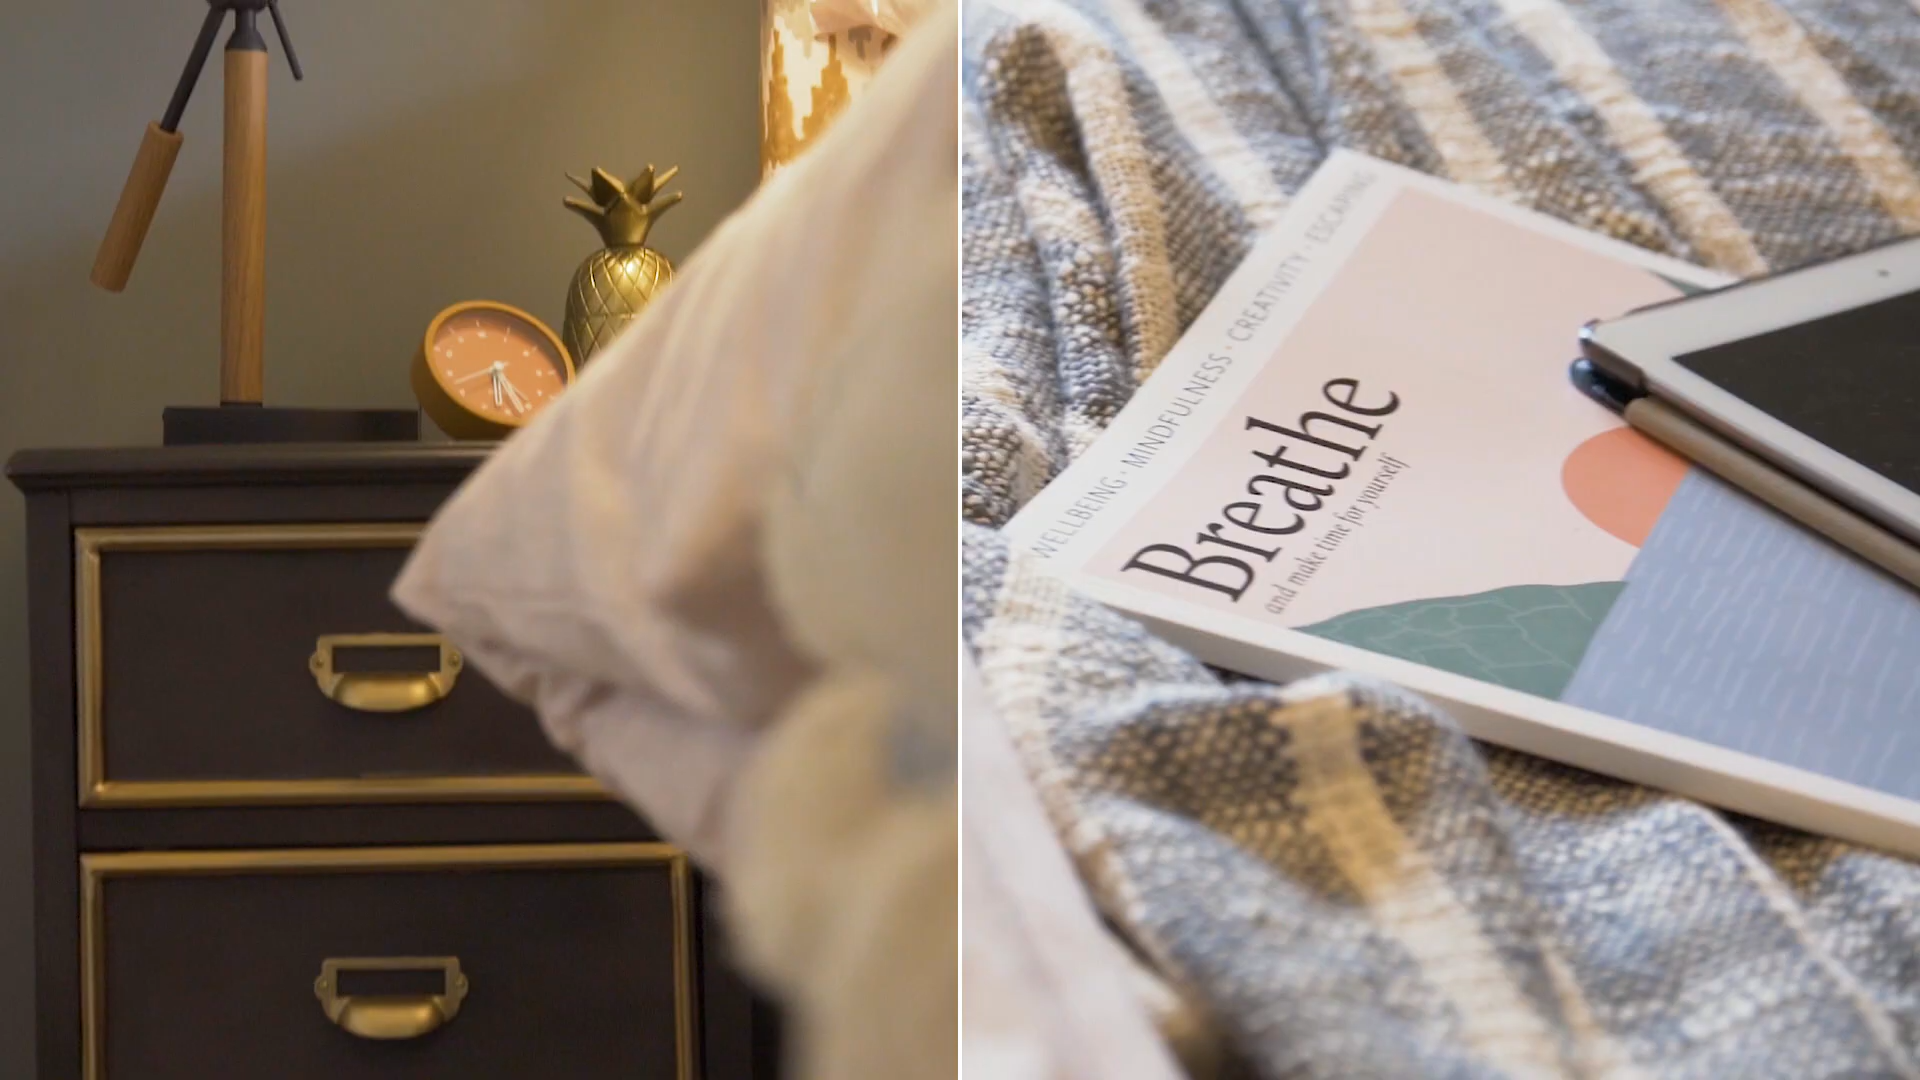 WELLBEING · MINDFULNESS · CREATIVITY · ESCAPING
Breathe
and make time for yourself